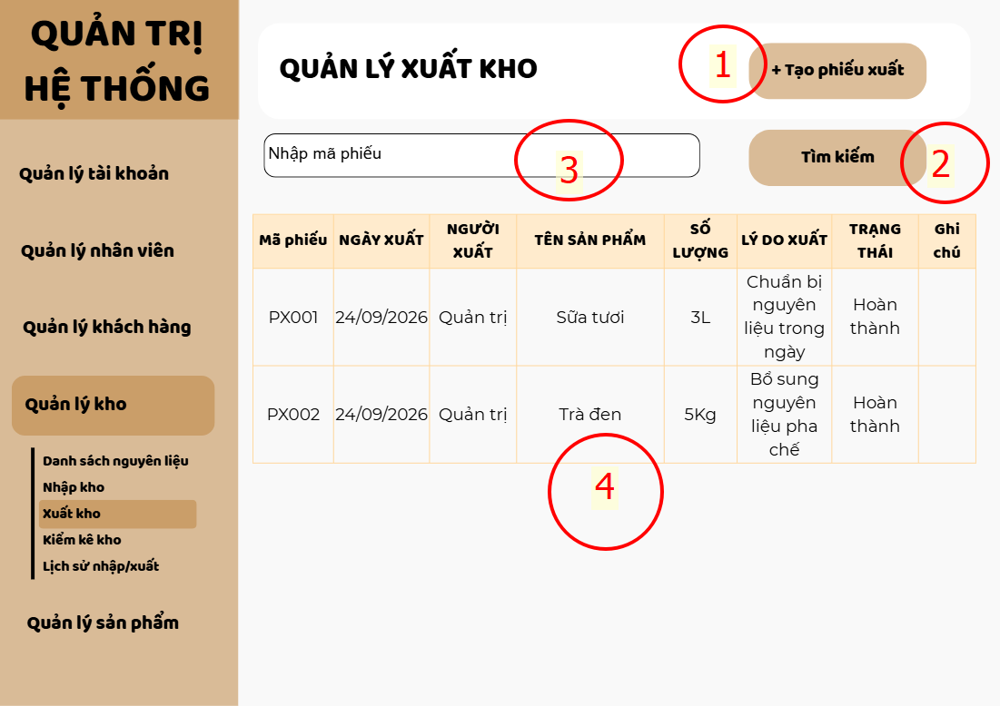 QUẢN TRỊ
HỆ THỐNG
Quản lý tài khoản
Quản lý nhân viên
Quản lý khách hàng
Quản lý kho
Danh sách nguyên liệu
Nhập kho
Xuất kho
Kiểm kê kho
Lịch sử nhập/xuất
Quản lý sản phẩm
QUẢN LÝ XUẤT KHO
1
+ Tạo phiếu xuất
Nhập mã phiếu
3
Tìm kiếm
2
Mã phiếu
NGÀY XUẤT
NGƯỜI
XUẤT
TÊN SẢN PHẨM
SỐ
LƯỢNG
LÝ DO XUẤT
TRẠNG
THÁI
Ghi
chú
PX001
24/09/2026
Quản trị
Sữa tươi
3L
Chuẩn bị
nguyên
liệu trong
ngày
Hoàn
thành
PX002
24/09/2026
Quản trị
Trà đen
5Kg
Bổ sung
nguyên
liệu pha
chế
Hoàn
thành
4